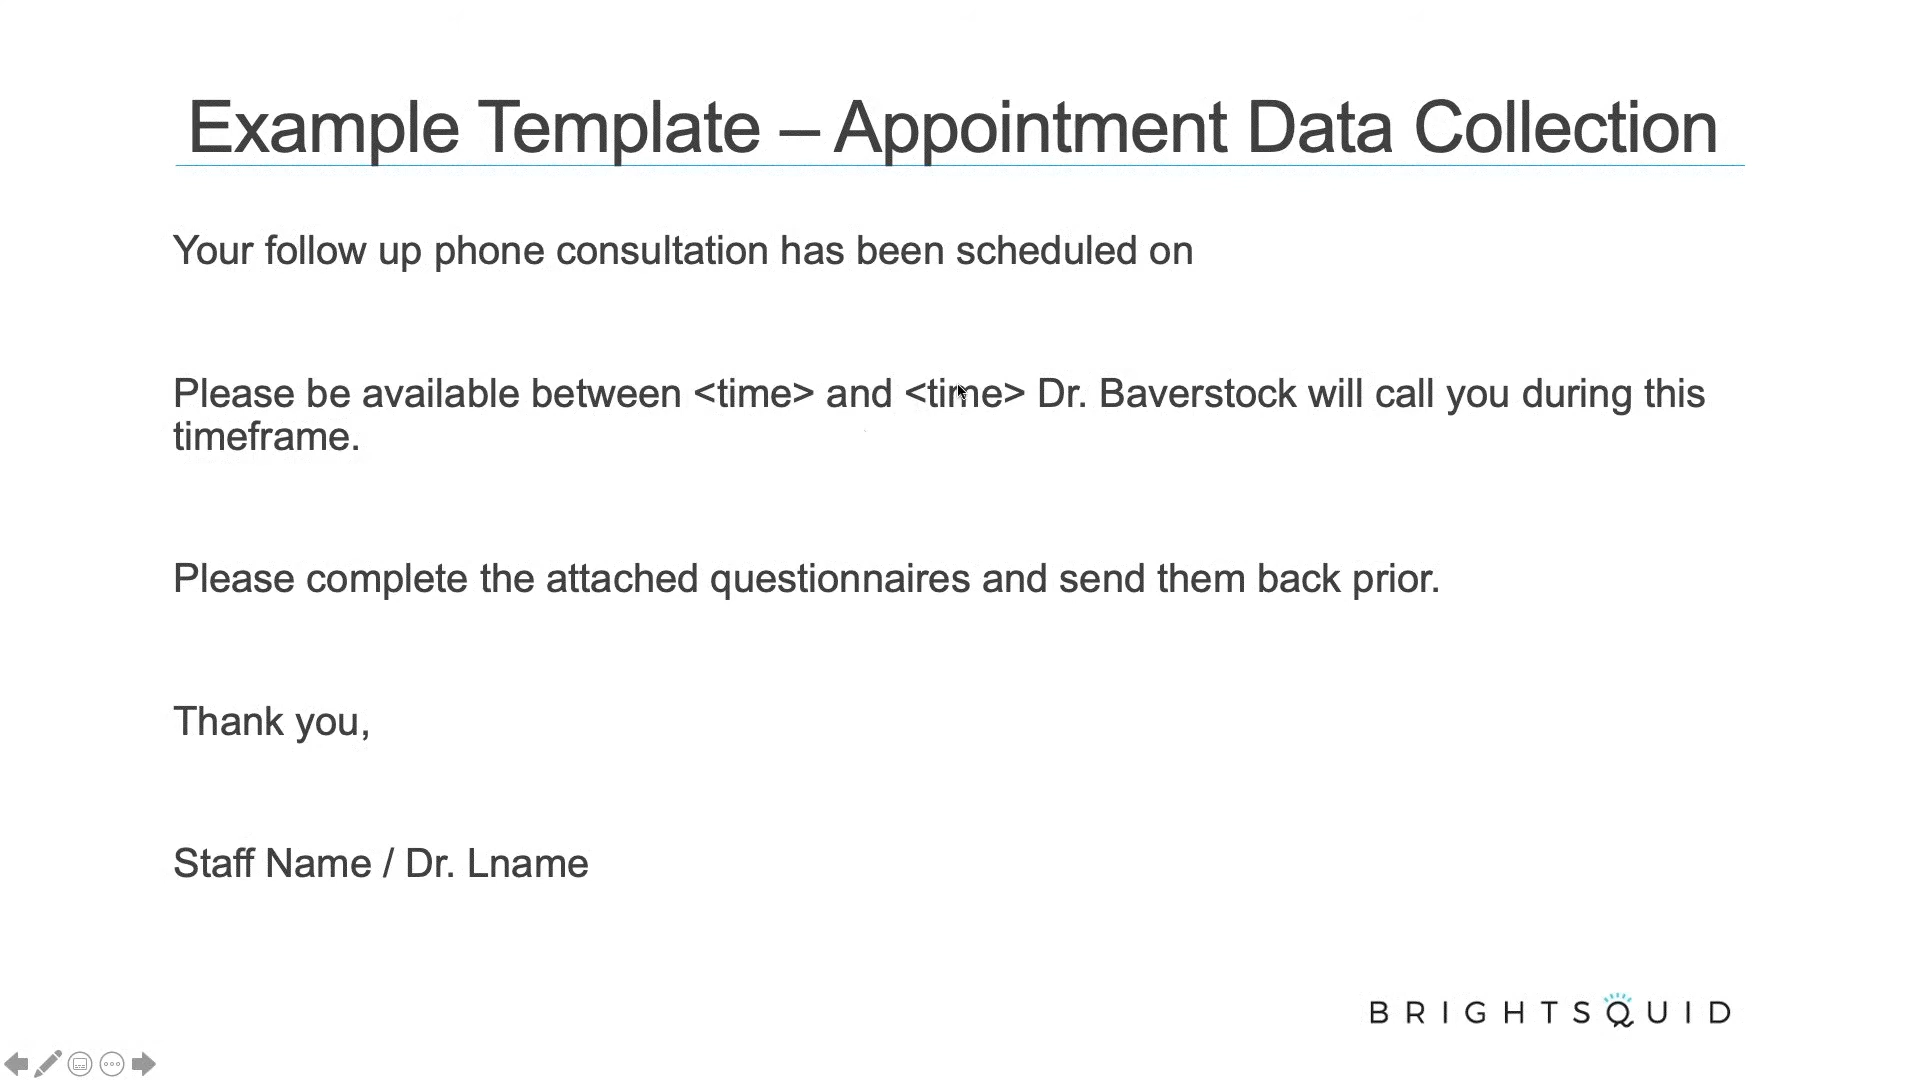 Example Template – Appointment Data Collection
Your follow up phone consultation has been scheduled on
Please be available between <time> and <time> Dr. Baverstock will call you during this
timeframe.
Please complete the attached questionnaires and send them back prior.
Thank you,
Staff Name / Dr. Lname
BRIGHTSQUID